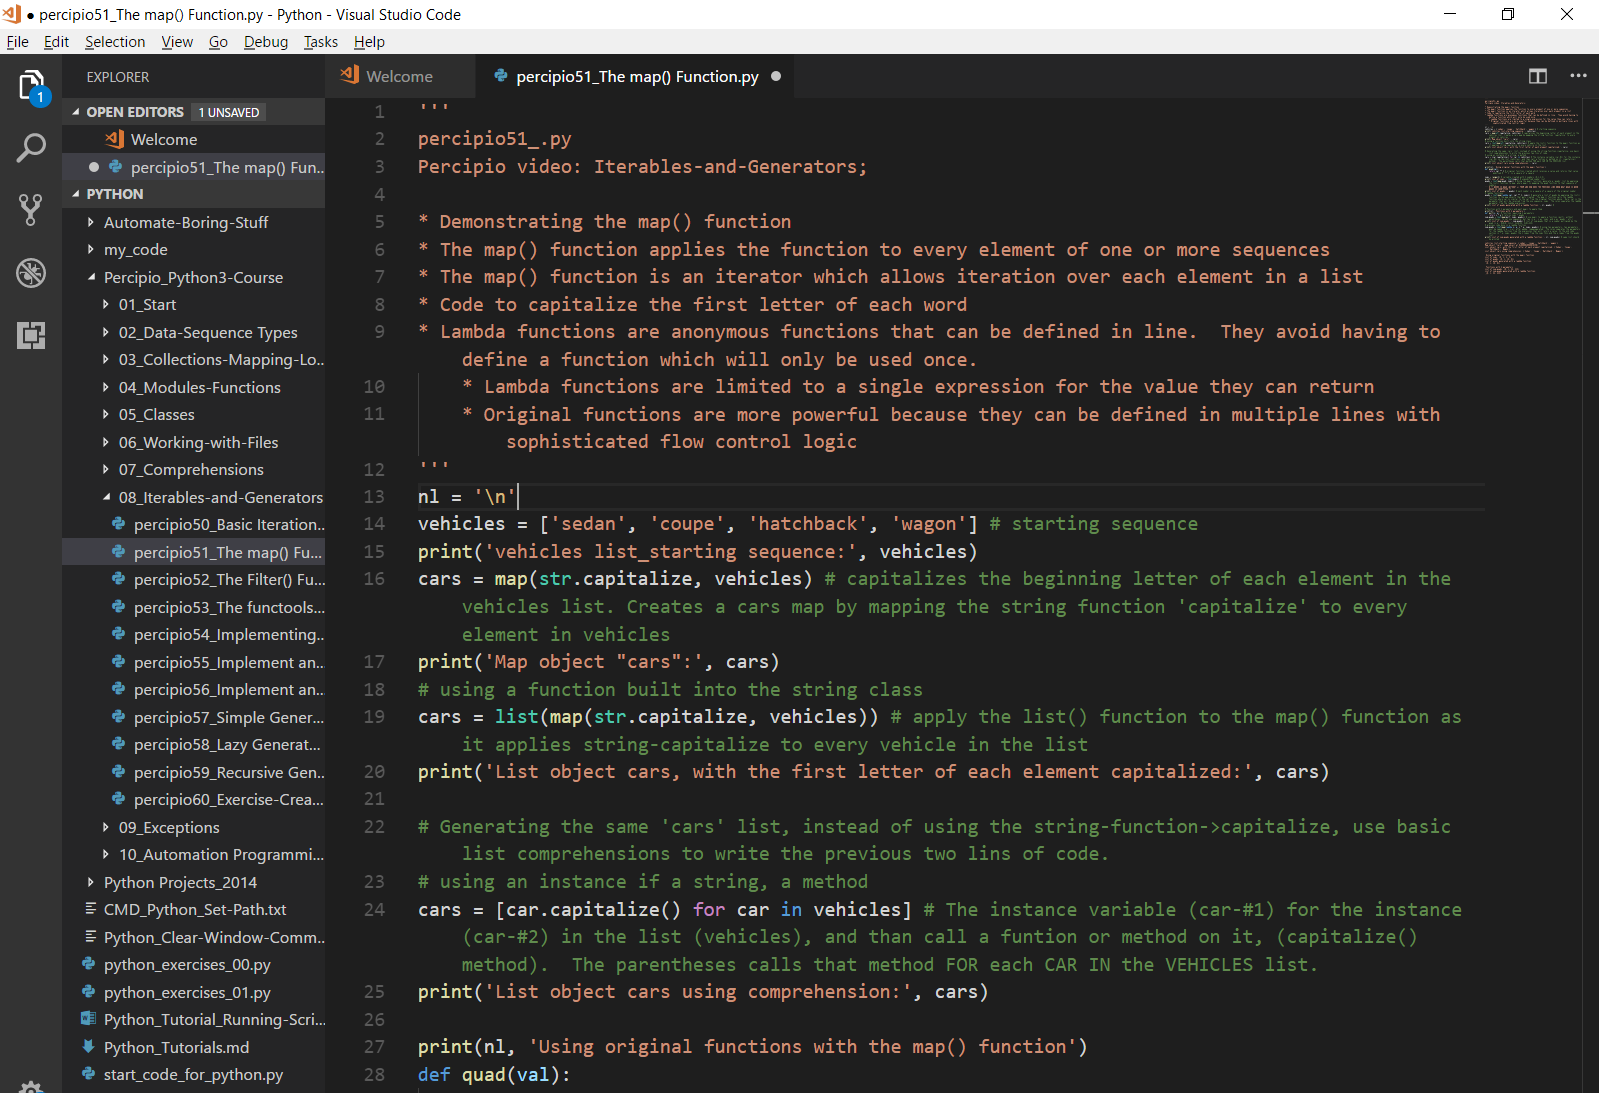 ● percipio51_The map() Function.py - Python - Visual Studio Code
File Edit Selection View Go Debug Tasks Help
EXPLORER
OPEN EDITORS 1 UNSAVED
Welcome
percipio51_The map() Fun...
PYTHON
Automate-Boring-Stuff
my_code
Percipio_Python3-Course
01_Start
02_Data-Sequence Types
03_Collections-Mapping-Lo...
04_Modules-Functions
05_Classes
06_Working-with-Files
07_Comprehensions
08_Iterables-and-Generators
percipio50_Basic Iteration...
percipio51_The map() Fu...
percipio52_The Filter() Fu...
percipio53_The functools...
percipio54_Implementing...
percipio55_Implement an...
percipio56_Implement an...
percipio57_Simple Gener...
percipio58_Lazy Generat...
percipio59_Recursive Gen...
percipio60_Exercise-Crea...
09_Exceptions
10_Automation Programmi...
Python Projects_2014
CMD_Python_Set-Path.txt
Python_Clear-Window-Comm...
python_exercises_00.py
python_exercises_01.py
Python_Tutorial_Running-Scri...
Python_Tutorials.md
start_code_for_python.py
1
Welcome
percipio51_The map() Function.py ●
1 '''
2 percipio51_.py
3 Percipio video: Iterables-and-Generators;
4
5 * Demonstrating the map() function
6 * The map() function applies the function to every element of one or more sequences
7 * The map() function is an iterator which allows iteration over each element in a list
8 * Code to capitalize the first letter of each word
9 * Lambda functions are anonymous functions that can be defined in line.  They avoid having to
define a function which will only be used once.
10 * Lambda functions are limited to a single expression for the value they can return
11 * Original functions are more powerful because they can be defined in multiple lines with
sophisticated flow control logic
12 '''
13 nl = '\n'
14 vehicles = ['sedan', 'coupe', 'hatchback', 'wagon'] # starting sequence
15 print('vehicles list_starting sequence:', vehicles)
16 cars = map(str.capitalize, vehicles) # capitalizes the beginning letter of each element in the
vehicles list. Creates a cars map by mapping the string function 'capitalize' to every
element in vehicles
17 print('Map object "cars":', cars)
18 # using a function built into the string class
19 cars = list(map(str.capitalize, vehicles)) # apply the list() function to the map() function as
it applies string-capitalize to every vehicle in the list
20 print('List object cars, with the first letter of each element capitalized:', cars)
21
22 # Generating the same 'cars' list, instead of using the string-function->capitalize, use basic
list comprehensions to write the previous two lins of code.
23 # using an instance if a string, a method
24 cars = [car.capitalize() for car in vehicles] # The instance variable (car-#1) for the instance
(car-#2) in the list (vehicles), and than call a funtion or method on it, (capitalize()
method).  The parentheses calls that method FOR each CAR IN the VEHICLES list.
25 print('List object cars using comprehension:', cars)
26
27 print(nl, 'Using original functions with the map() function')
28 def quad(val):